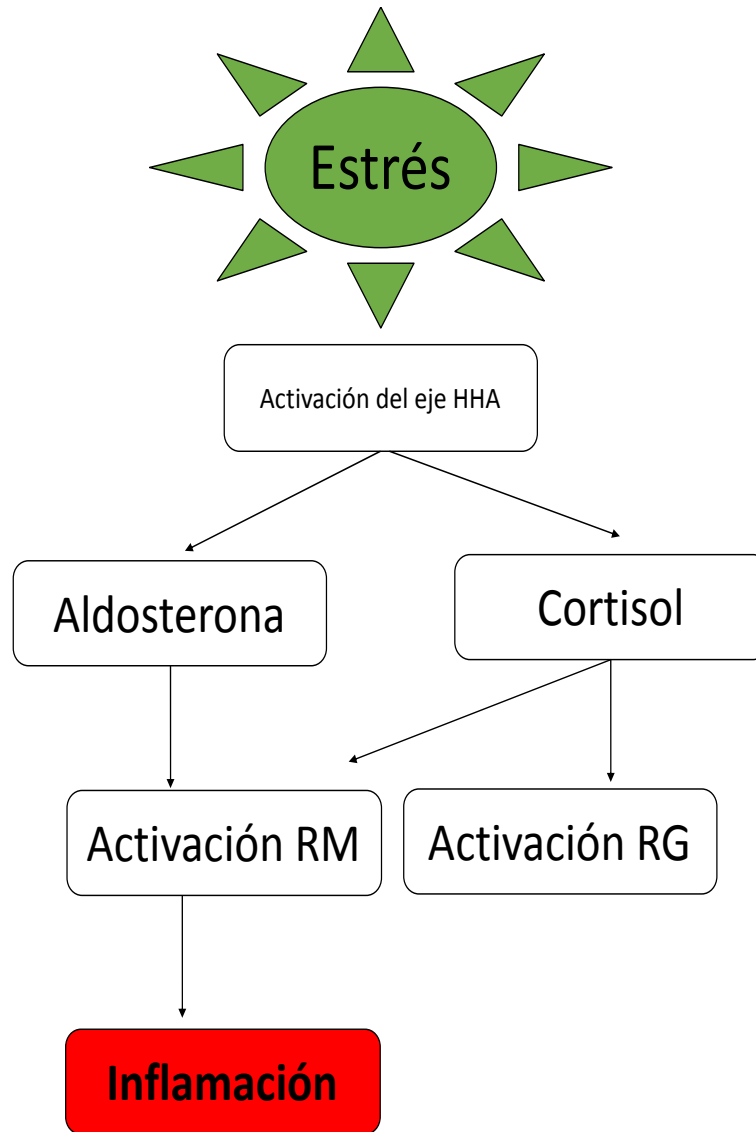 Estrés
Activación del eje HHA
Aldosterona
Cortisol
Activación RM
Activación RG
Inflamación